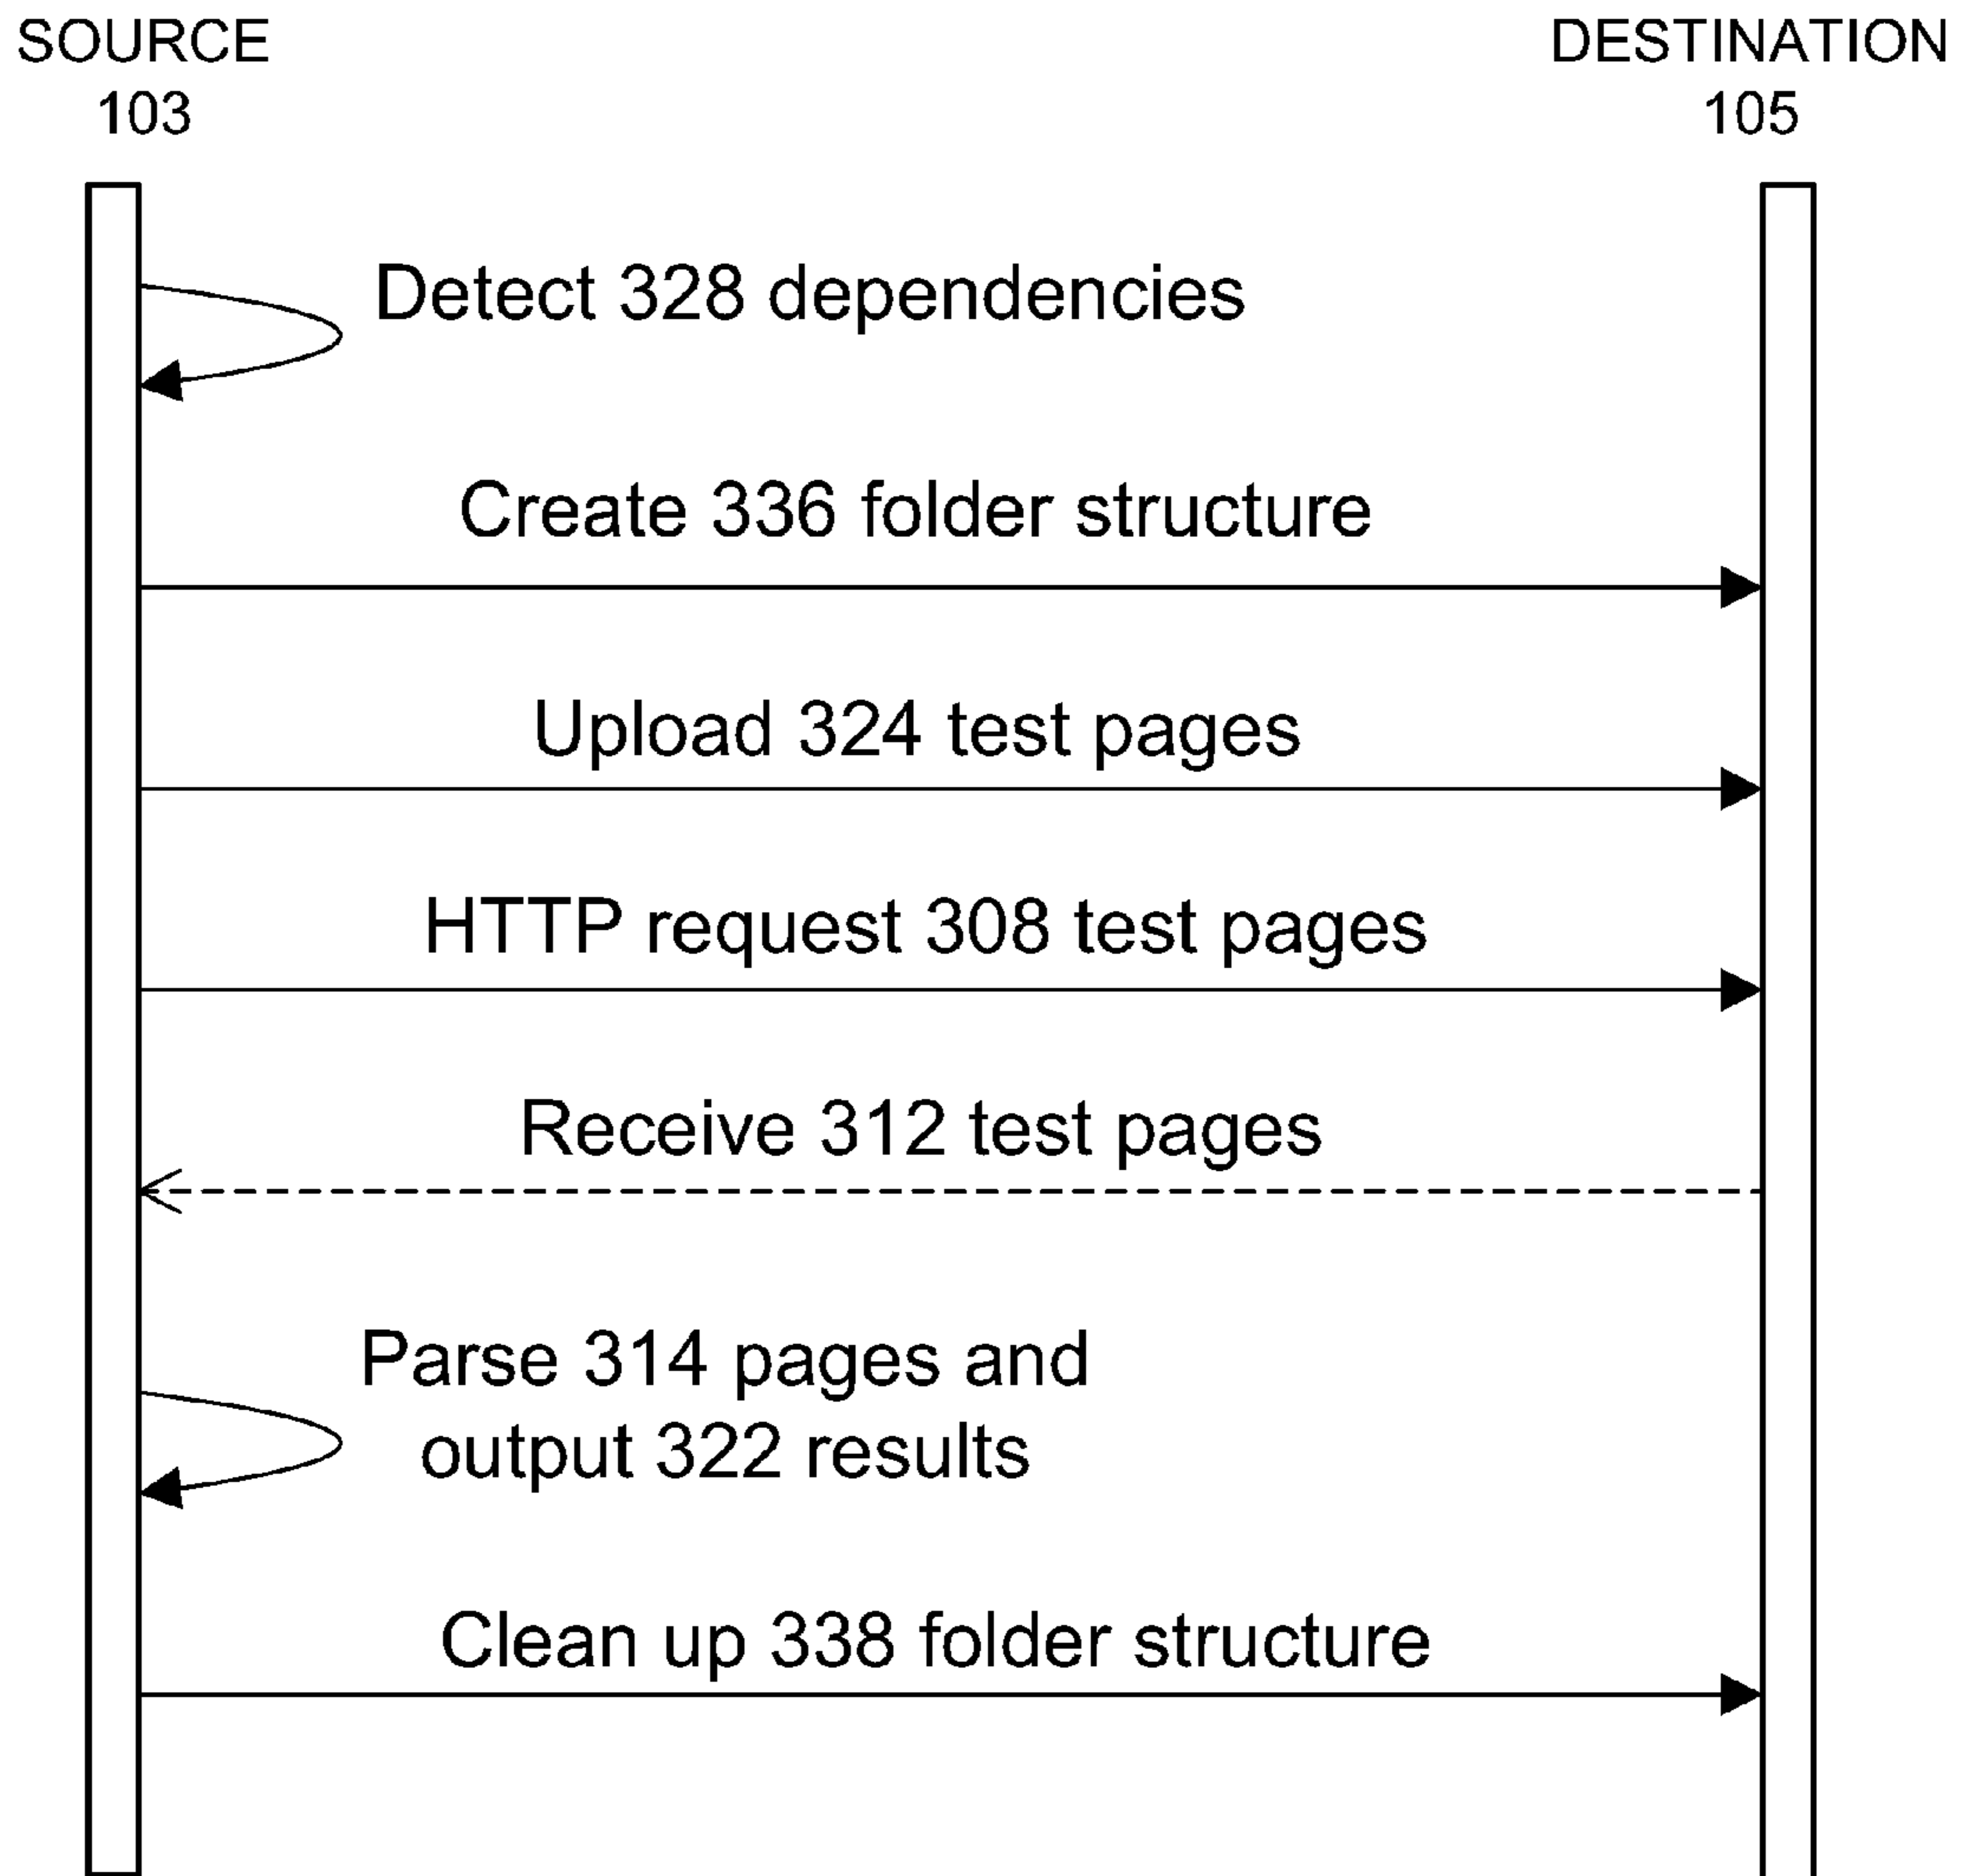 SOURCE
103
DESTINATION
105
Detect 328 dependencies
Create 336 folder structure
Upload 324 test pages
HTTP request 308 test pages
Receive 312 test pages
Parse 314 pages and
output 322 results
Clean up 338 folder structure